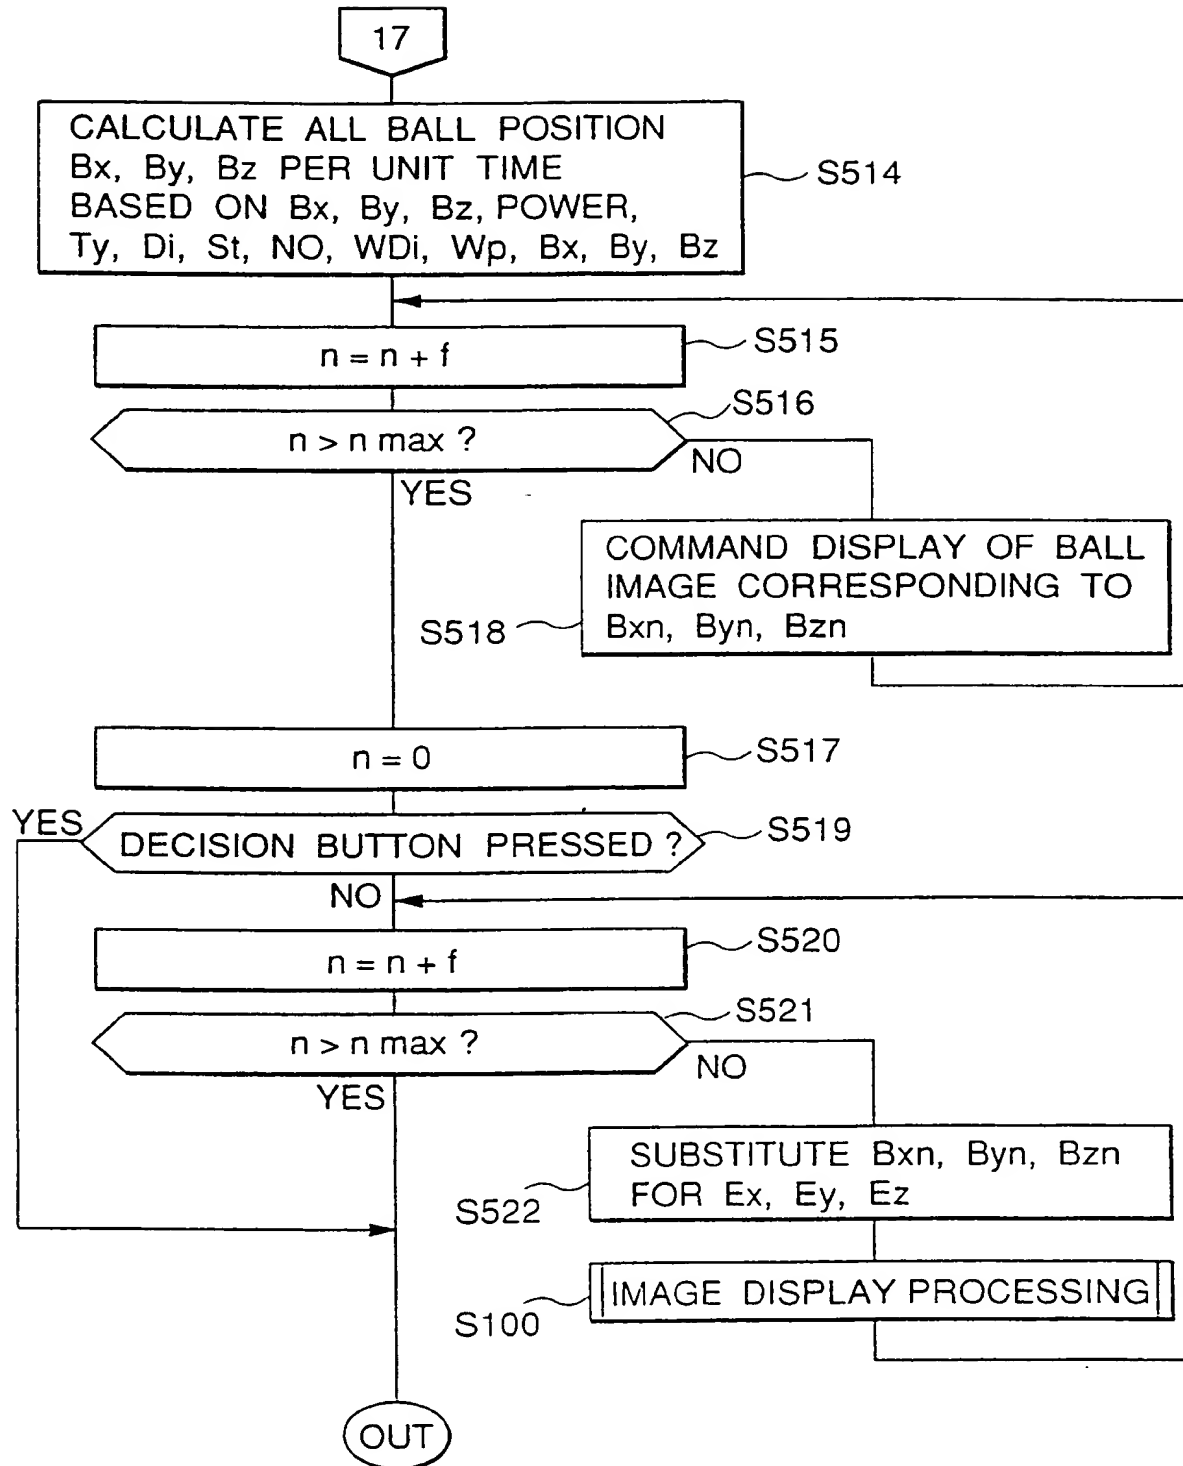 17
CALCULATE ALL BALL POSITION
Bx, By, Bz PER UNIT TIME
BASED ON Bx, By, Bz, POWER,
Ty, Di, St, NO, WDi, Wp, Bx, By, Bz
S514
n = n + f
S515
n > n max ?
S516
NO
YES
COMMAND DISPLAY OF BALL
IMAGE CORRESPONDING TO
Bxn, Byn, Bzn
S518
n = 0
S517
YES
DECISION BUTTON PRESSED ?
S519
NO
n = n + f
S520
n > n max ?
S521
NO
YES
SUBSTITUTE Bxn, Byn, Bzn
FOR Ex, Ey, Ez
S522
IMAGE DISPLAY PROCESSING
S100
OUT